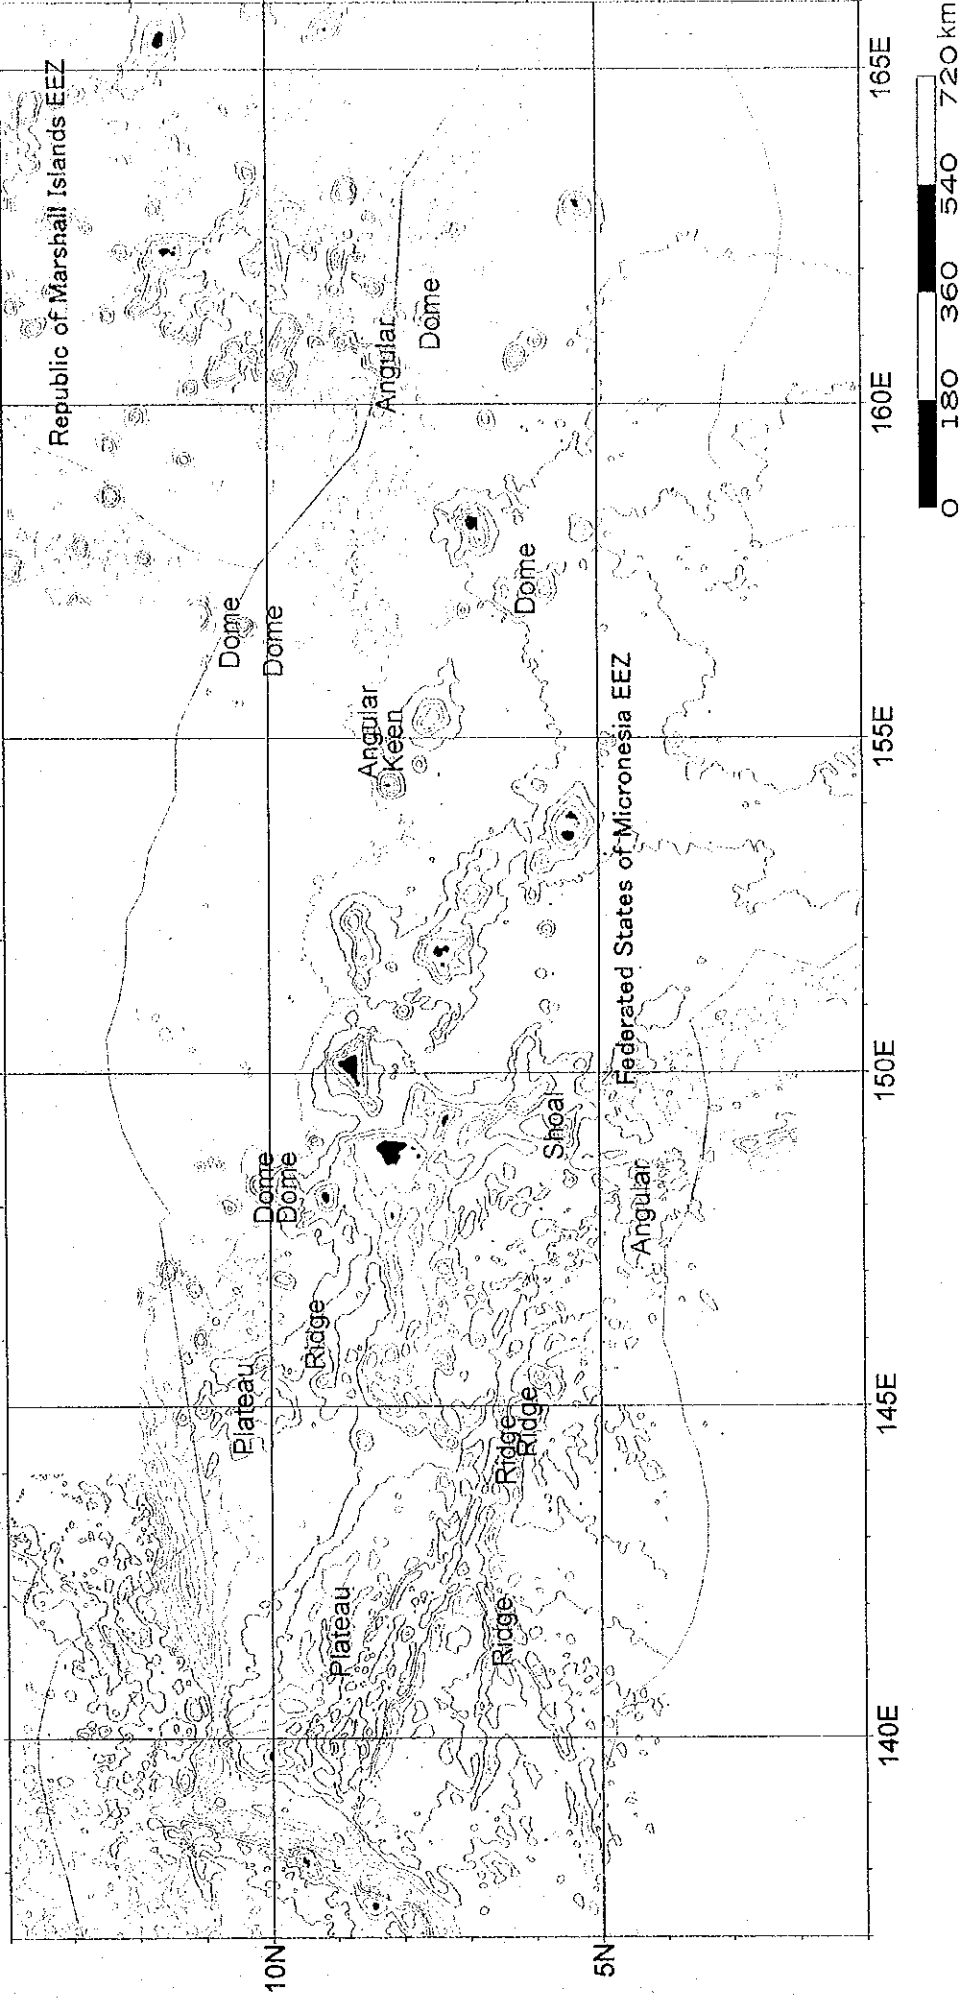 Republic of Marshall Islands EEZ
Dome
Dome
Angular
Keen
Angular
Dome
Dome
Dome
Dome
Plateau
Ridge
Plateau
Ridge
Ridge
Ridge
Shoal
Angular
Federated States of Micronesia EEZ
10N
5N
140E
145E
150E
155E
160E
165E
0 180 360 540 720 km